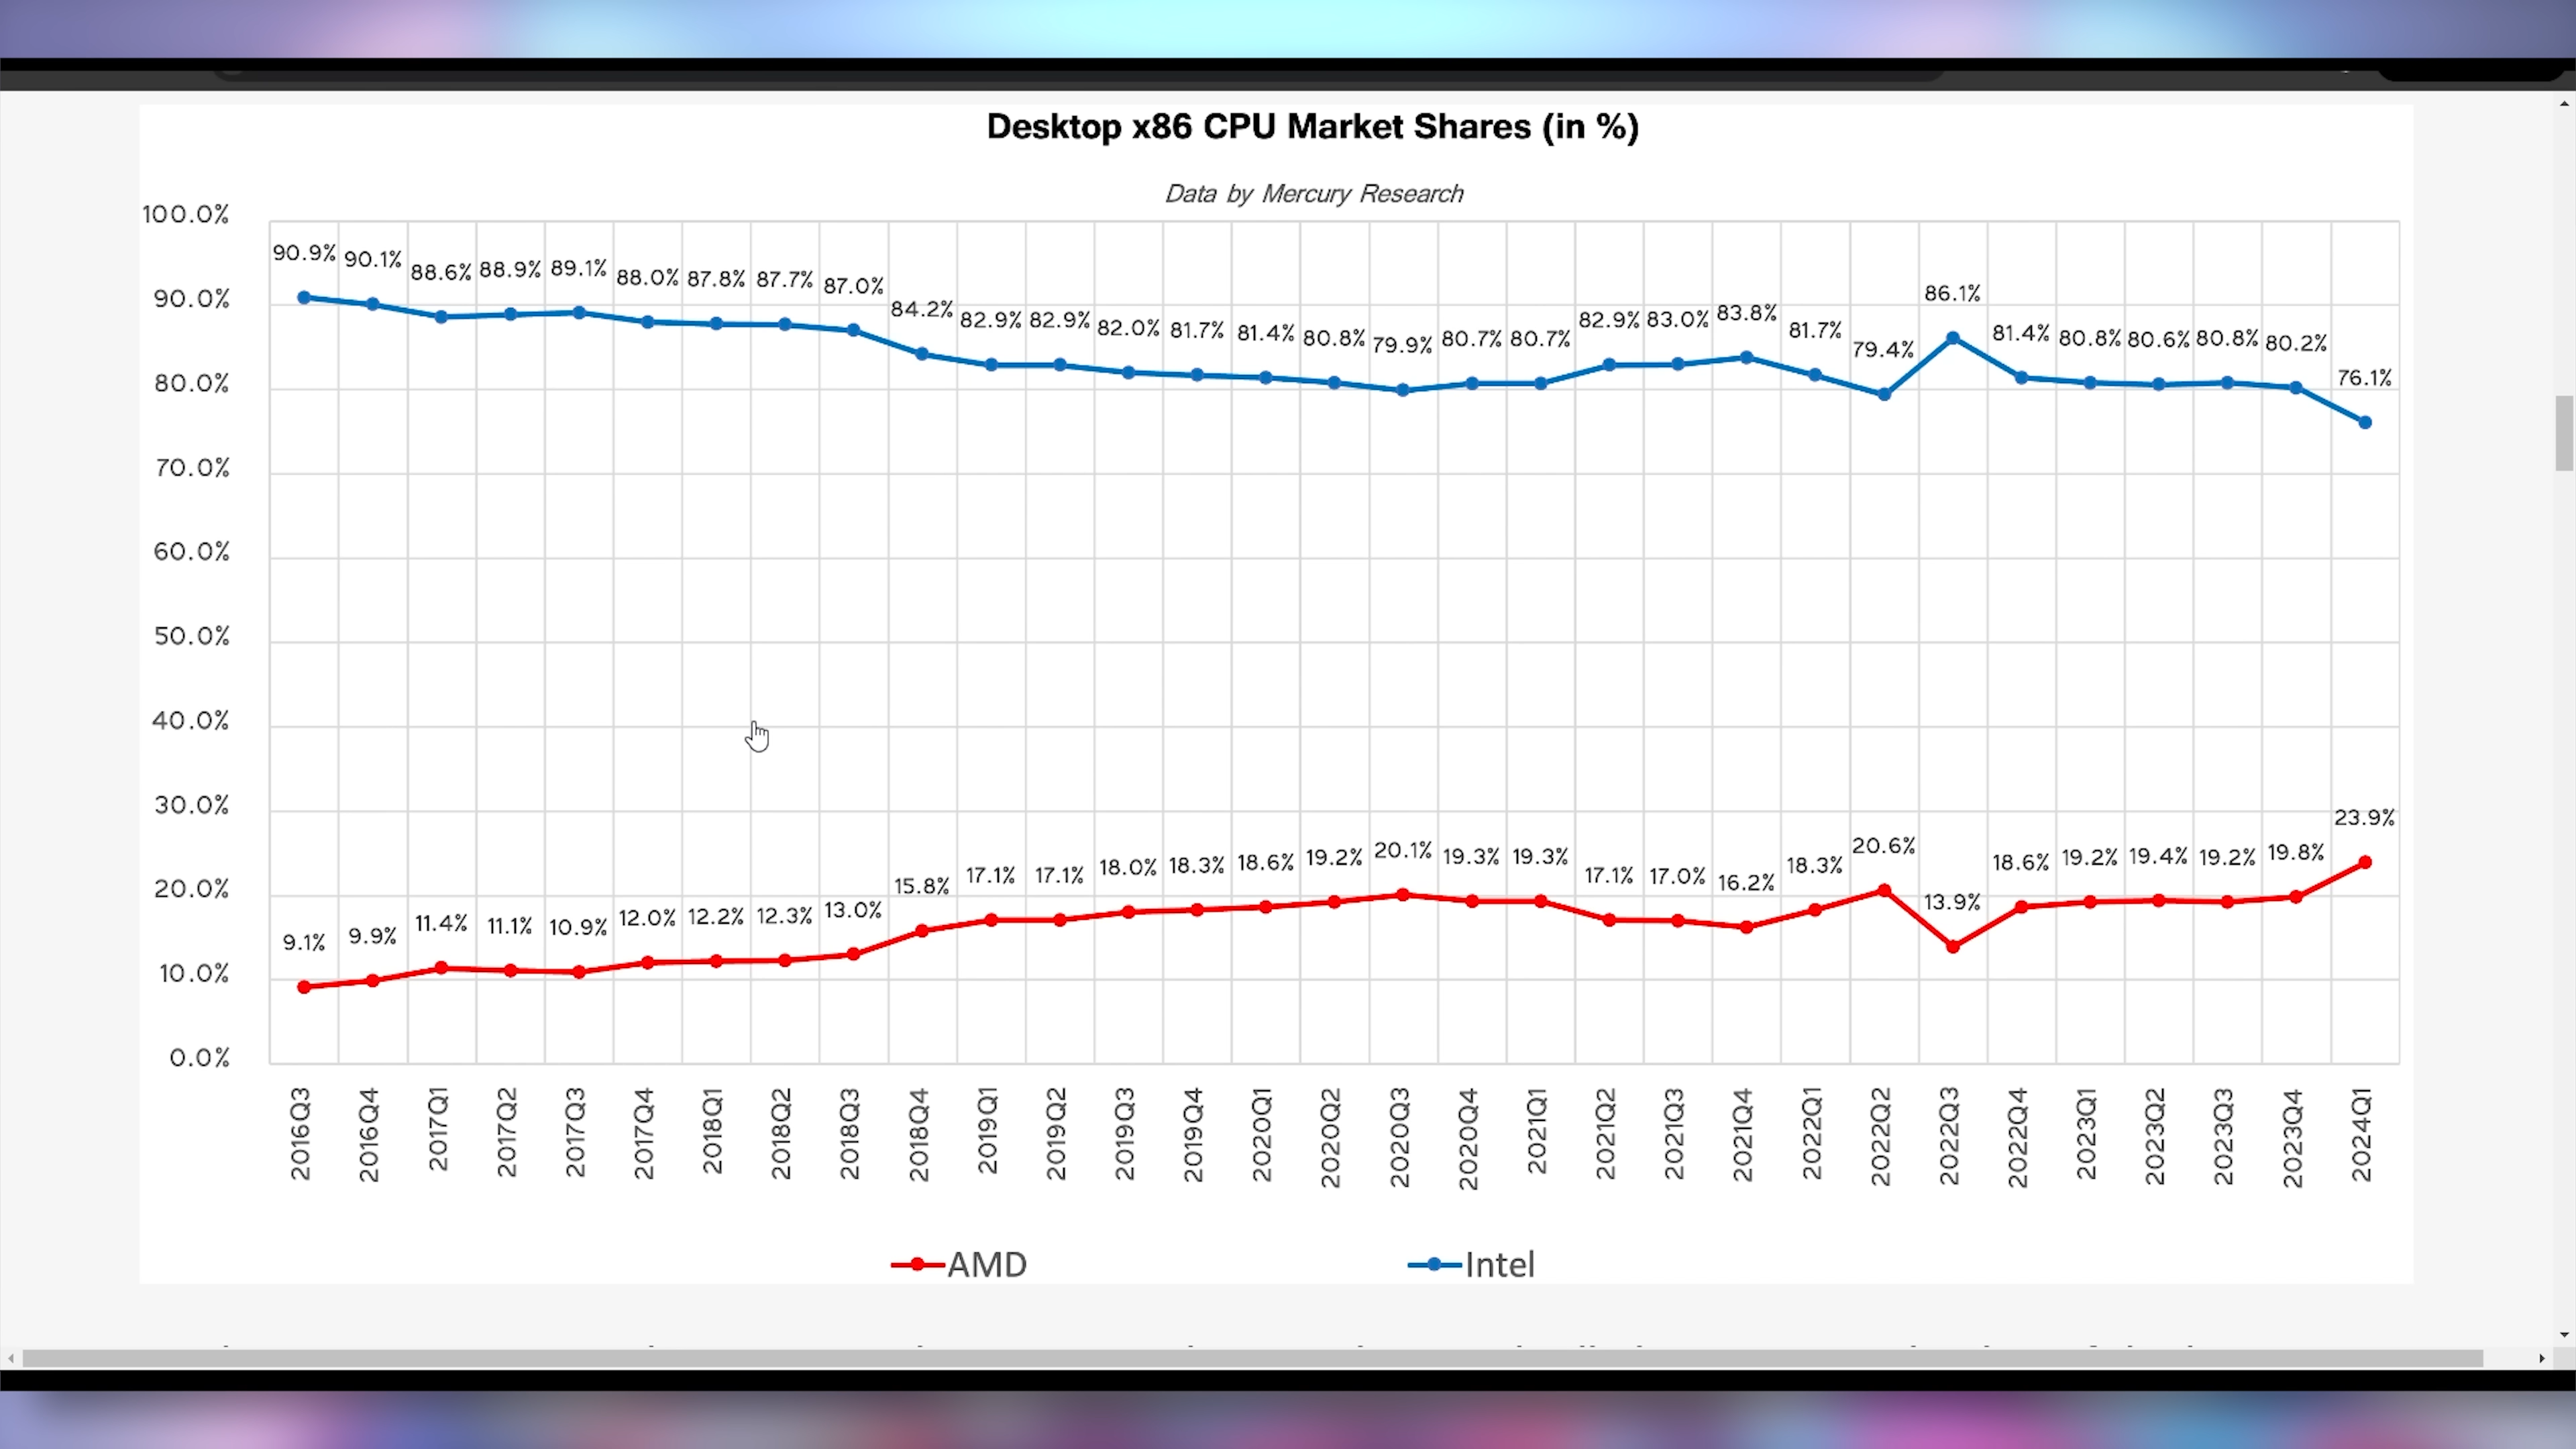 Desktop x86 CPU Market Shares (in %)
Data by Mercury Research
100.0%
90.0%
80.0%
70.0%
60.0%
50.0%
40.0%
30.0%
20.0%
10.0%
0.0%
90.9% 90.1% 88.6% 88.9% 89.1% 88.0% 87.8% 87.7% 87.0% 84.2% 82.9% 82.9% 82.0% 81.7% 81.4% 80.8% 79.9% 80.7% 80.7% 82.9% 83.0% 83.8% 81.7% 79.4% 86.1% 81.4% 80.8% 80.6% 80.8% 80.2% 76.1%
9.1% 9.9% 11.4% 11.1% 10.9% 12.0% 12.2% 12.3% 13.0% 15.8% 17.1% 17.1% 18.0% 18.3% 18.6% 19.2% 20.1% 19.3% 19.3% 17.1% 17.0% 16.2% 18.3% 20.6% 13.9% 18.6% 19.2% 19.4% 19.2% 19.8% 23.9%
2016Q3 2016Q4 2017Q1 2017Q2 2017Q3 2017Q4 2018Q1 2018Q2 2018Q3 2018Q4 2019Q1 2019Q2 2019Q3 2019Q4 2020Q1 2020Q2 2020Q3 2020Q4 2021Q1 2021Q2 2021Q3 2021Q4 2022Q1 2022Q2 2022Q3 2022Q4 2023Q1 2023Q2 2023Q3 2023Q4 2024Q1
AMD Intel